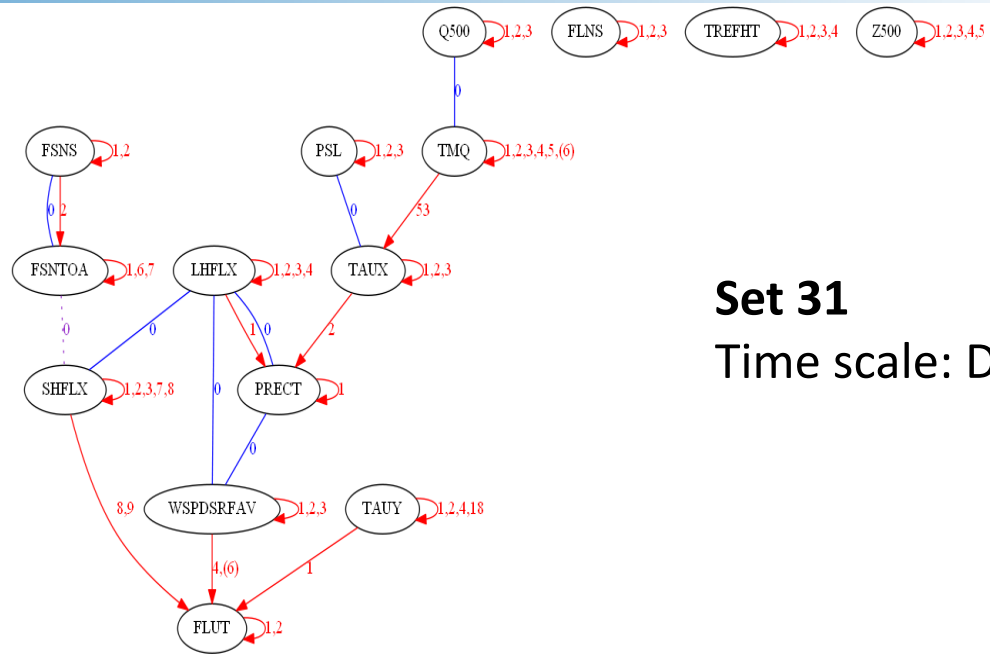 Q500 1,2,3 FLNS 1,2,3 TREFHT 1,2,3,4 Z500 1,2,3,4,5
0
FSNS 1,2 PSL 1,2,3 TMQ 1,2,3,4,5,(6)
0 2 0 53
FSNTOA 1,6,7 LHFLX 1,2,3,4 TAUX 1,2,3
Set 31
0 0 1 0 2
Time scale: D
SHFLX 1,2,3,7,8 0 PRECT 1
0
8,9 WSPDSRFAV 1,2,3 TAUY 1,2,4,18
4,(6) 1
FLUT 1,2